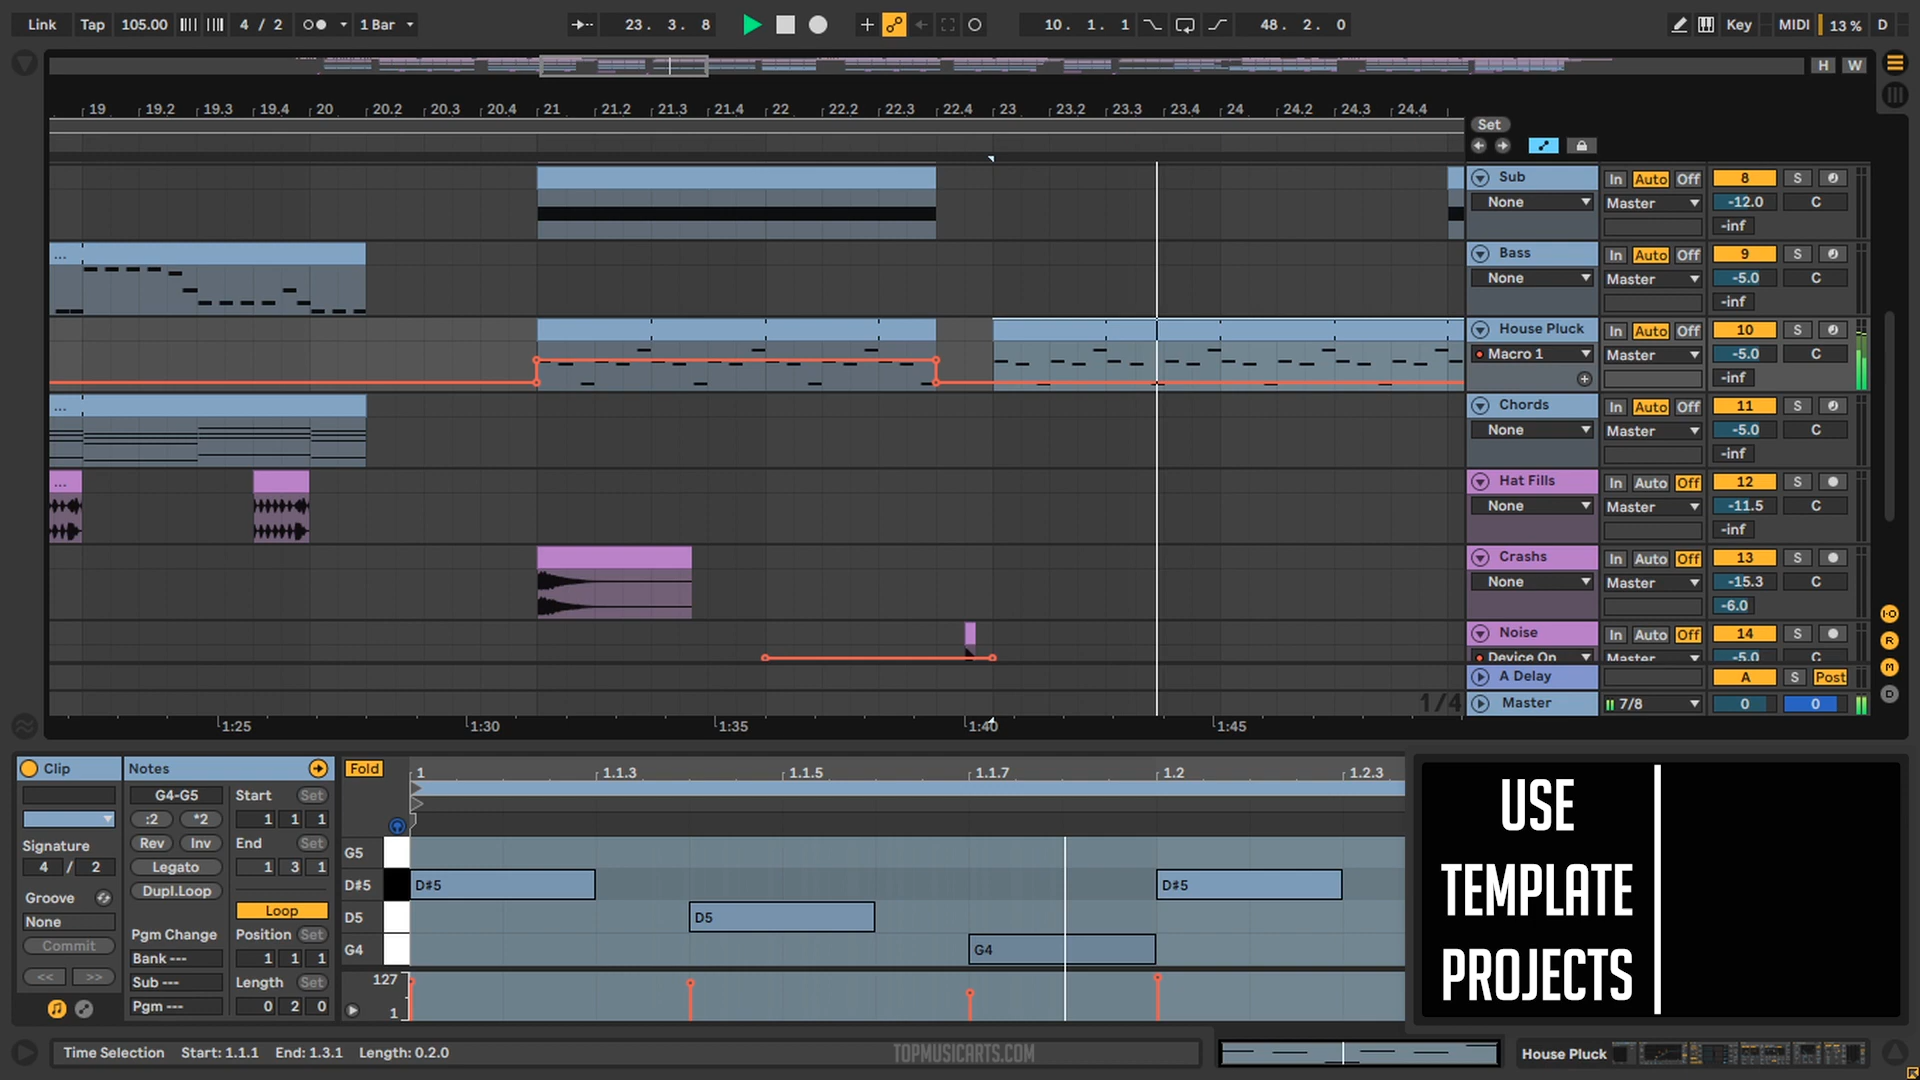 Link Tap 105.00 4 / 2 1 Bar 23. 3. 8 10. 1. 1 48. 2. 0 Key MIDI 13 % D
H W
19 19.2 19.3 19.4 20 20.2 20.3 20.4 21 21.2 21.3 21.4 22 22.2 22.3 22.4 23 23.2 23.3 23.4 24 24.2 24.3 24.4
Set
Sub In Auto Off 8 S
None Master -12.0 C
-inf
... Bass In Auto Off 9 S
None Master -5.0 C
-inf
House Pluck In Auto Off 10 S
Macro 1 Master -5.0 C
-inf
... Chords In Auto Off 11 S
None Master -5.0 C
-inf
... Hat Fills In Auto Off 12 S
None Master -11.5 C
-inf
Crashs In Auto Off 13 S
None Master -15.3 C
-6.0
Noise In Auto Off 14 S
Device On Master -5.0 C
A Delay A S Post
1/4 Master 7/8 0 0
1:25 1:30 1:35 1:40 1:45
I·O
R
M
D
Clip Notes Fold 1 1.1.3 1.1.5 1.1.7 1.2 1.2.3
G4-G5 Start Set
:2 *2 1 1 1
Signature Rev Inv End Set
4 / 2 Legato 1 3 1
Groove Dupl.Loop
None Loop
Commit Pgm Change Position Set
Bank --- 1 1 1
<< >> Sub --- Length Set
Pgm --- 0 2 0
G5
D#5 D#5 D#5
D5 D5
G4 G4
127
1
USE
TEMPLATE
PROJECTS
Time Selection Start: 1.1.1 End: 1.3.1 Length: 0.2.0 TOPMUSICARTS.COM House Pluck